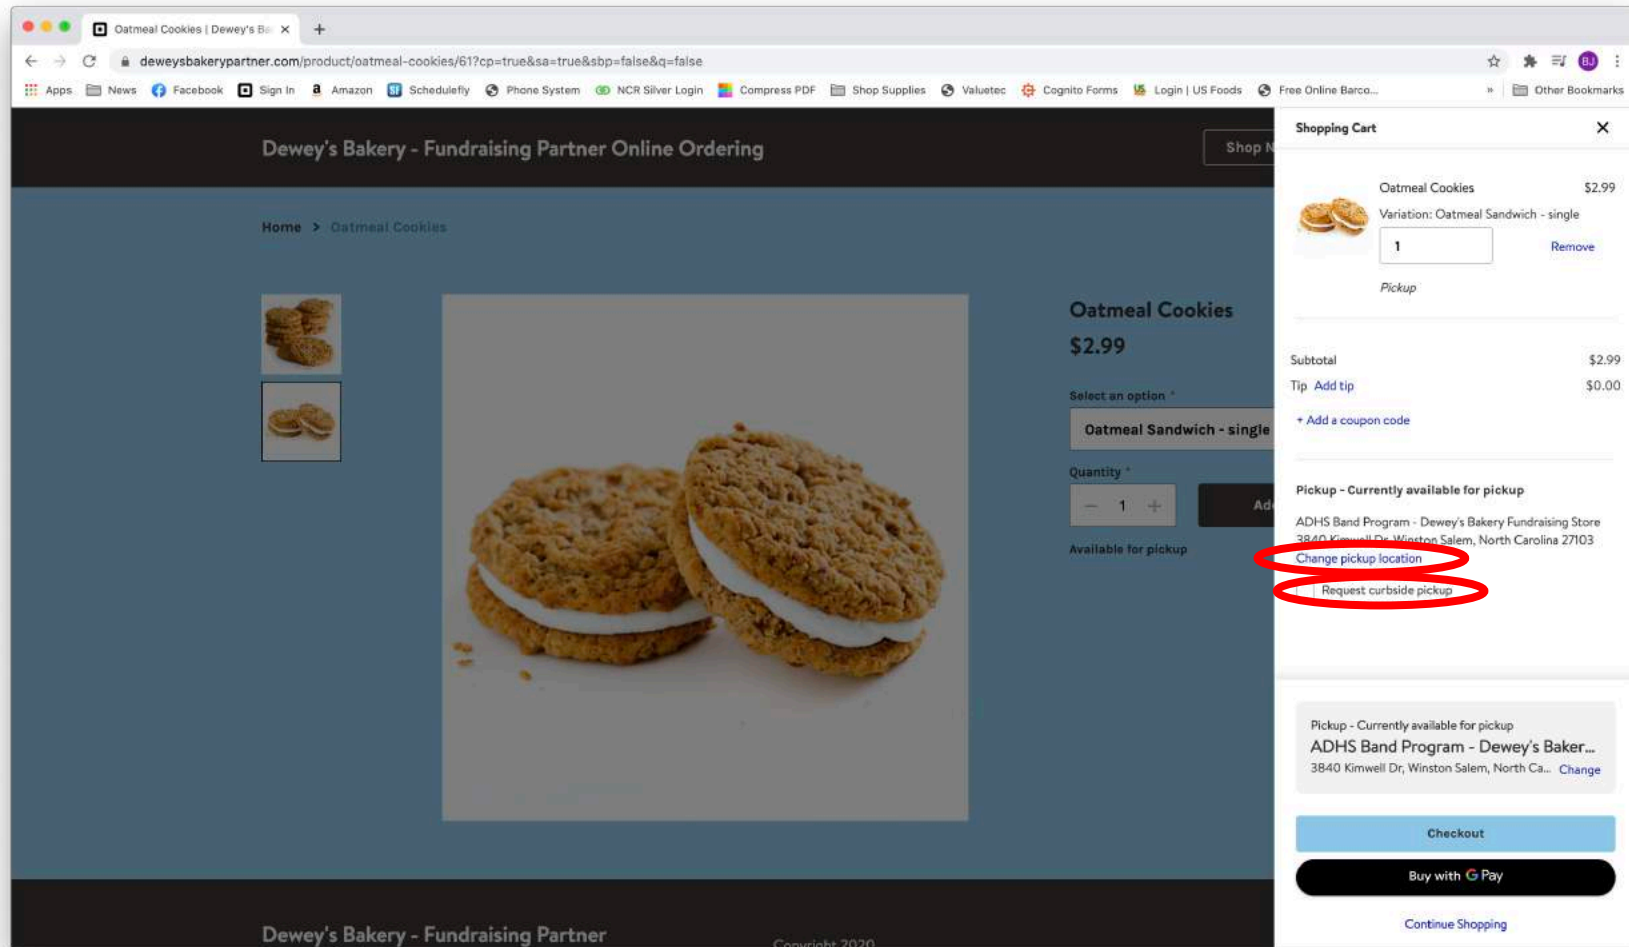 Oatmeal Cookies | Dewey's Ba
deweysbakerypartner.com/product/oatmeal-cookies/61?cp=true&sa=true&sbp=false&q=false
BJ
Apps News Facebook Sign In Amazon Schedulefly Phone System NCR Silver Login Compress PDF Shop Supplies Valuetec Cognito Forms Login | US Foods Free Online Barco... » Other Bookmarks
Dewey's Bakery - Fundraising Partner Online Ordering
Shop N
Home > Oatmeal Cookies
Oatmeal Cookies
$2.99
Select an option *
Oatmeal Sandwich - single
Quantity *
− 1 +
Add
Available for pickup
Dewey's Bakery - Fundraising Partner
Copyright 2020
Shopping Cart
Oatmeal Cookies $2.99
Variation: Oatmeal Sandwich - single
1 Remove
Pickup
Subtotal $2.99
Tip Add tip $0.00
+ Add a coupon code
Pickup - Currently available for pickup
ADHS Band Program - Dewey's Bakery Fundraising Store
3840 Kimwell Dr, Winston Salem, North Carolina 27103
Change pickup location
Request curbside pickup
Pickup - Currently available for pickup
ADHS Band Program - Dewey's Baker...
3840 Kimwell Dr, Winston Salem, North Ca... Change
Checkout
Buy with G Pay
Continue Shopping